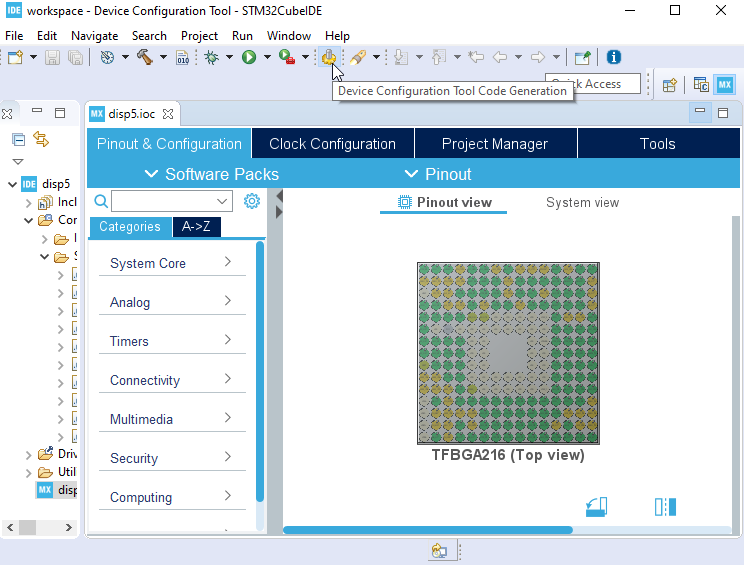 IDE workspace - Device Configuration Tool - STM32CubeIDE
File Edit Navigate Search Project Run Window Help
010
Device Configuration Tool Code Generation
Access
MX
MX disp5.ioc
Pinout & Configuration Clock Configuration Project Manager Tools
Software Packs Pinout
Pinout view System view
Categories A->Z
IDE disp5
Incl
Cor
I
S
Driv
Util
MX disp
System Core
Analog
Timers
Connectivity
Multimedia
Security
Computing
TFBGA216 (Top view)